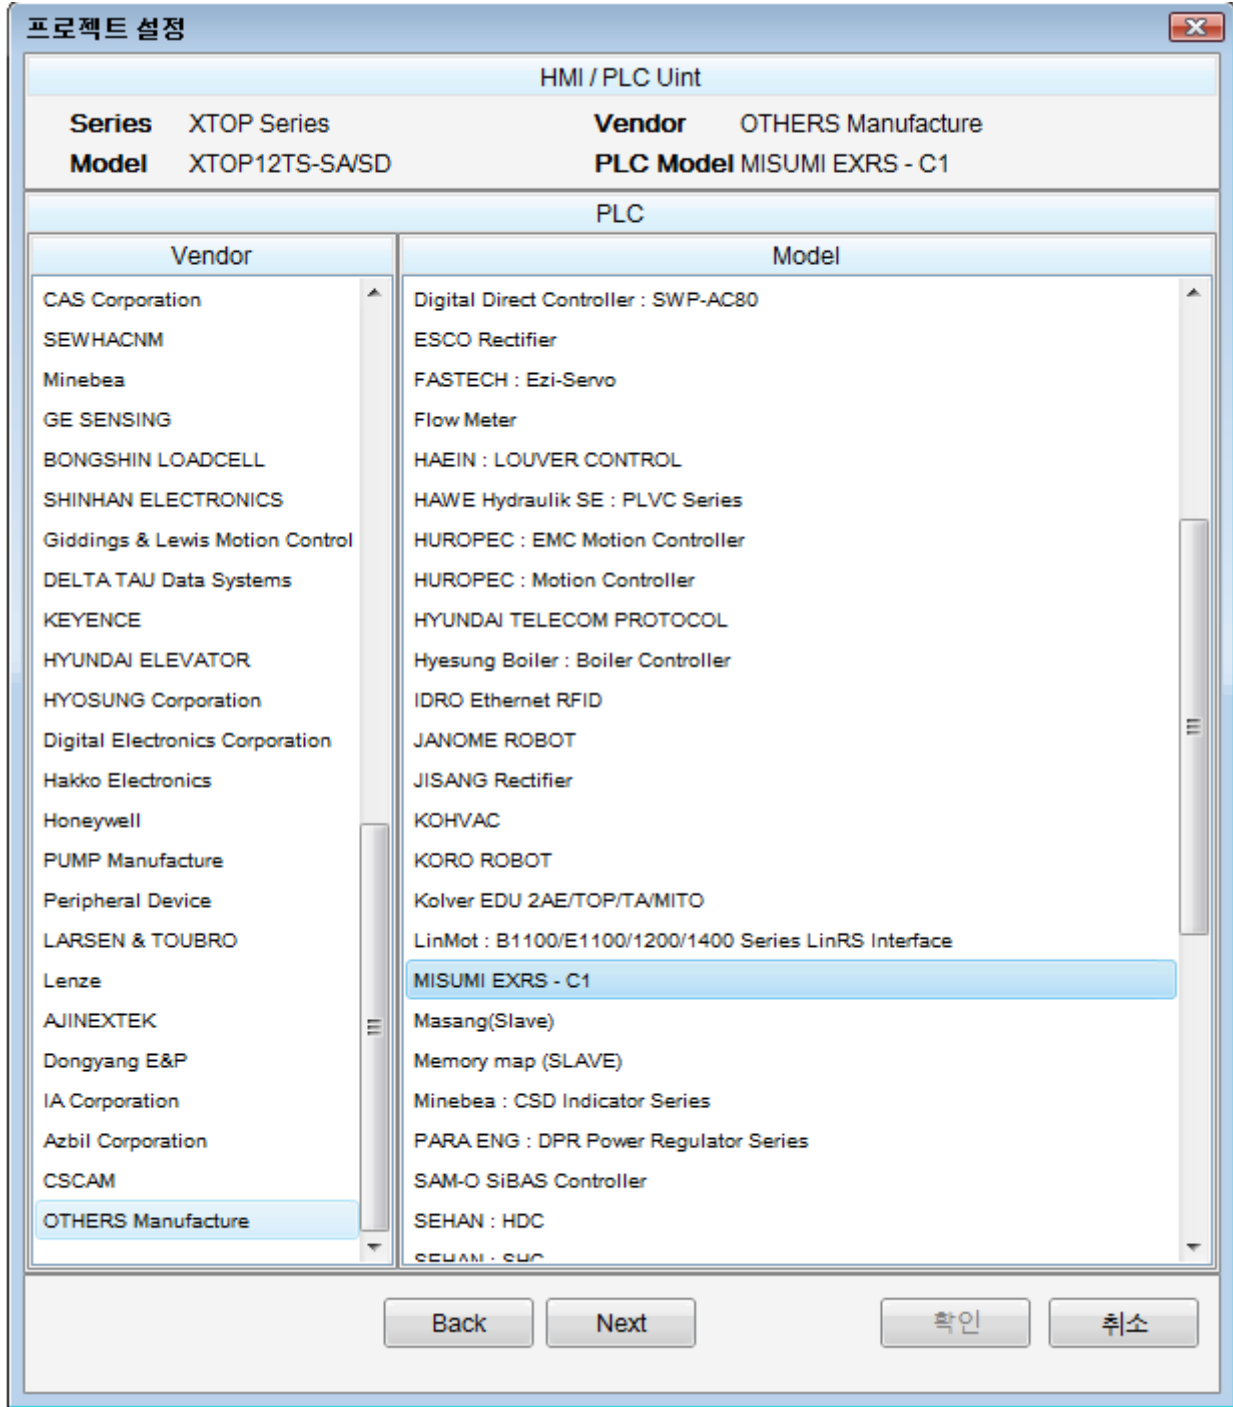 프로젝트 설정
HMI / PLC Uint
Series XTOP Series Vendor OTHERS Manufacture
Model XTOP12TS-SA/SD PLC Model MISUMI EXRS - C1
PLC
Vendor
CAS Corporation
SEWHACNM
Minebea
GE SENSING
BONGSHIN LOADCELL
SHINHAN ELECTRONICS
Giddings & Lewis Motion Control
DELTA TAU Data Systems
KEYENCE
HYUNDAI ELEVATOR
HYOSUNG Corporation
Digital Electronics Corporation
Hakko Electronics
Honeywell
PUMP Manufacture
Peripheral Device
LARSEN & TOUBRO
Lenze
AJINEXTEK
Dongyang E&P
IA Corporation
Azbil Corporation
CSCAM
OTHERS Manufacture
Model
Digital Direct Controller : SWP-AC80
ESCO Rectifier
FASTECH : Ezi-Servo
Flow Meter
HAEIN : LOUVER CONTROL
HAWE Hydraulik SE : PLVC Series
HUROPEC : EMC Motion Controller
HUROPEC : Motion Controller
HYUNDAI TELECOM PROTOCOL
Hyesung Boiler : Boiler Controller
IDRO Ethernet RFID
JANOME ROBOT
JISANG Rectifier
KOHVAC
KORO ROBOT
Kolver EDU 2AE/TOP/TA/MITO
LinMot : B1100/E1100/1200/1400 Series LinRS Interface
MISUMI EXRS - C1
Masang(Slave)
Memory map (SLAVE)
Minebea : CSD Indicator Series
PARA ENG : DPR Power Regulator Series
SAM-O SiBAS Controller
SEHAN : HDC
SEHAN : SHC
Back Next 확인 취소